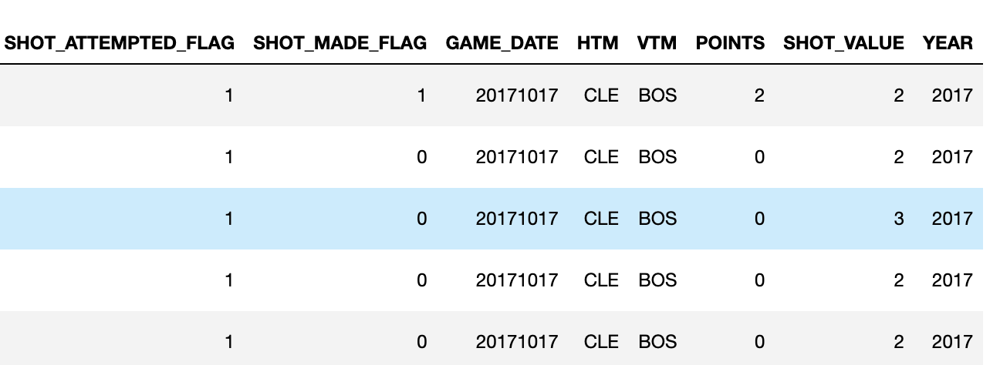 SHOT_ATTEMPTED_FLAG SHOT_MADE_FLAG GAME_DATE HTM VTM POINTS SHOT_VALUE YEAR
1 1 20171017 CLE BOS 2 2 2017
1 0 20171017 CLE BOS 0 2 2017
1 0 20171017 CLE BOS 0 3 2017
1 0 20171017 CLE BOS 0 2 2017
1 0 20171017 CLE BOS 0 2 2017